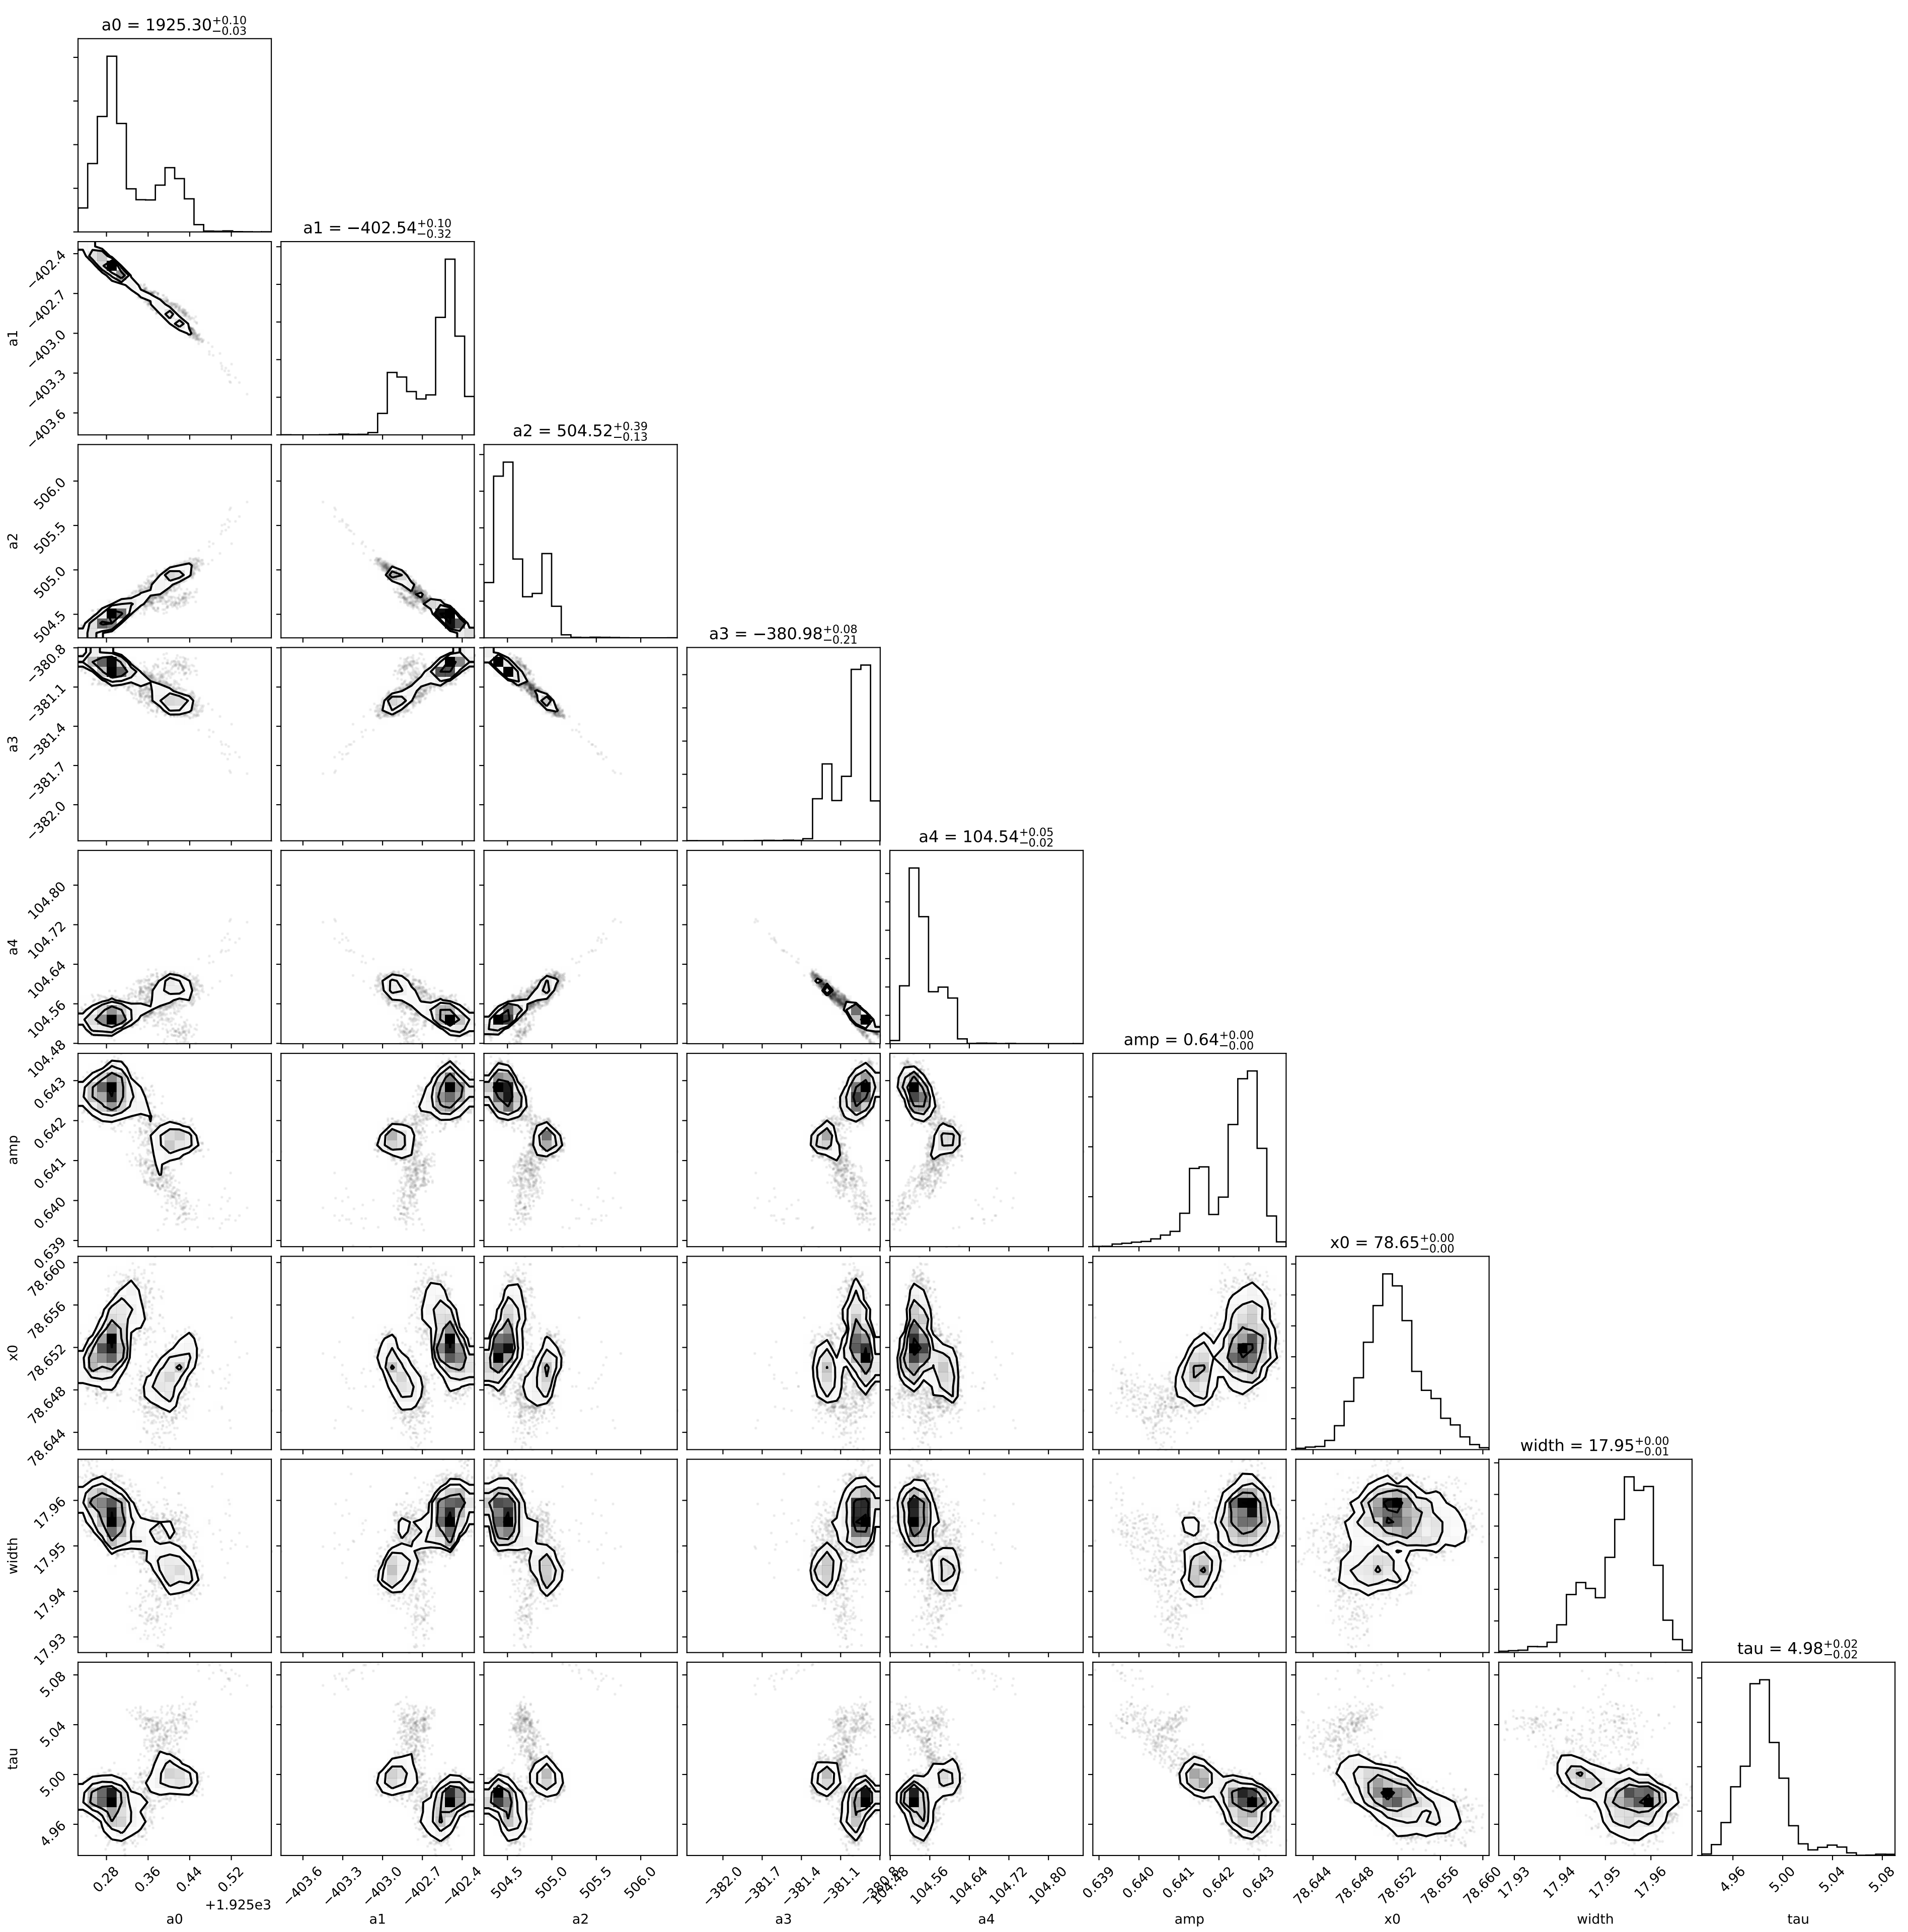 a0 = 1925.30+0.10−0.03
a1 = −402.54+0.10−0.32
−402.4
−402.7
−403.0
−403.3
−403.6
a1
a2 = 504.52+0.39−0.13
506.0
505.5
505.0
504.5
a2
a3 = −380.98+0.08−0.21
−380.8
−381.1
−381.4
−381.7
−382.0
a3
a4 = 104.54+0.05−0.02
104.80
104.72
104.64
104.56
104.48
a4
amp = 0.64+0.00−0.00
0.643
0.642
0.641
0.640
0.639
amp
x0 = 78.65+0.00−0.00
78.660
78.656
78.652
78.648
78.644
x0
width = 17.95+0.00−0.01
17.96
17.95
17.94
17.93
width
tau = 4.98+0.02−0.02
5.08
5.04
5.00
4.96
tau
0.28 0.36 0.44 0.52
+1.925e3
a0
−403.6 −403.3 −403.0 −402.7 −402.4
a1
504.5 505.0 505.5 506.0
a2
−382.0 −381.7 −381.4 −381.1 −380.8
a3
104.48 104.56 104.64 104.72 104.80
a4
0.639 0.640 0.641 0.642 0.643
amp
78.644 78.648 78.652 78.656 78.660
x0
17.93 17.94 17.95 17.96
width
4.96 5.00 5.04 5.08
tau